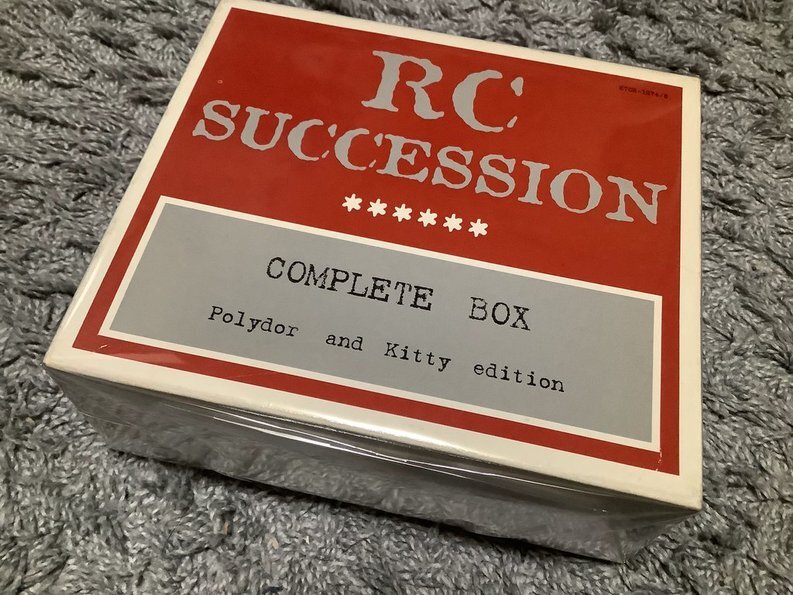 RC
SUCCESSION
******
COMPLETE BOX
Polydor and Kitty edition